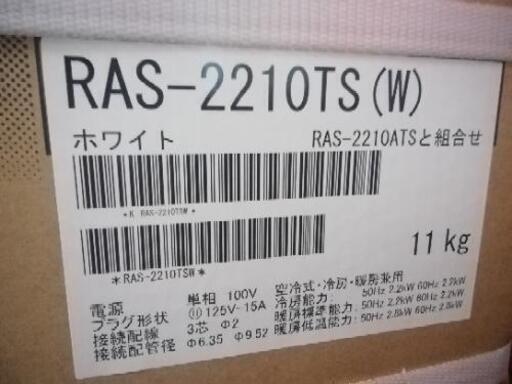 RAS-2210TS(W)
ホワイト RAS-2210ATSと組合せ
*K RAS-2210TSW*
11kg
*RAS-2210TSW*
電源 単相 100V 空冷式・冷房・暖房兼用
プラグ形状 125V-15A 冷房能力: 50Hz 2.2kW 60Hz 2.2kW
接続配線 3芯 Φ2 暖房標準能力: 50Hz 2.2kW 60Hz 2.2kW
接続配管径 Φ6.35 Φ9.52 暖房低温能力: 50Hz 2.8kW 60Hz 2.8kW